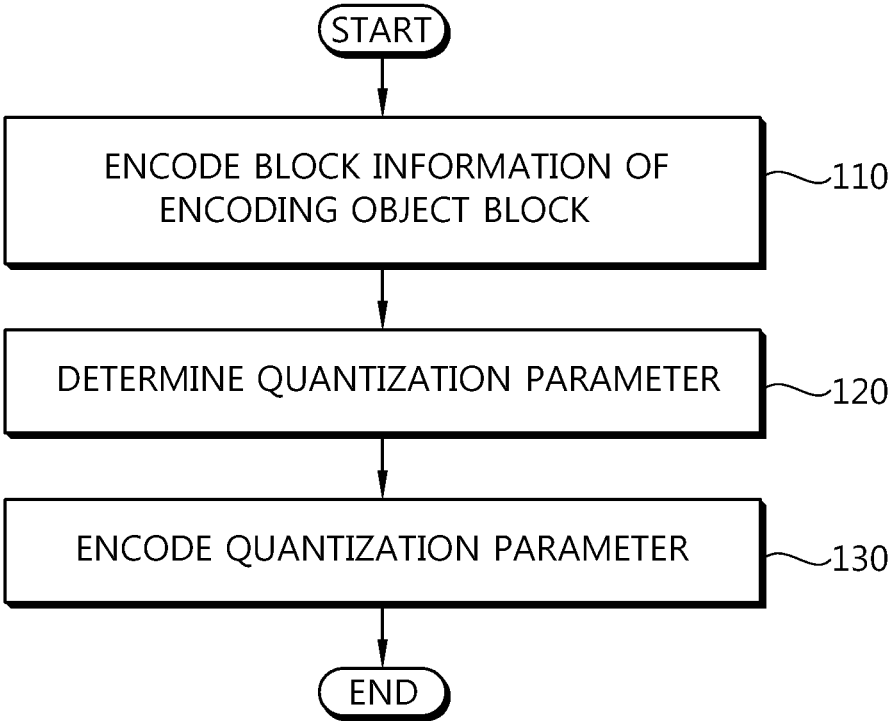 START
ENCODE BLOCK INFORMATION OF
ENCODING OBJECT BLOCK
110
DETERMINE QUANTIZATION PARAMETER
120
ENCODE QUANTIZATION PARAMETER
130
END